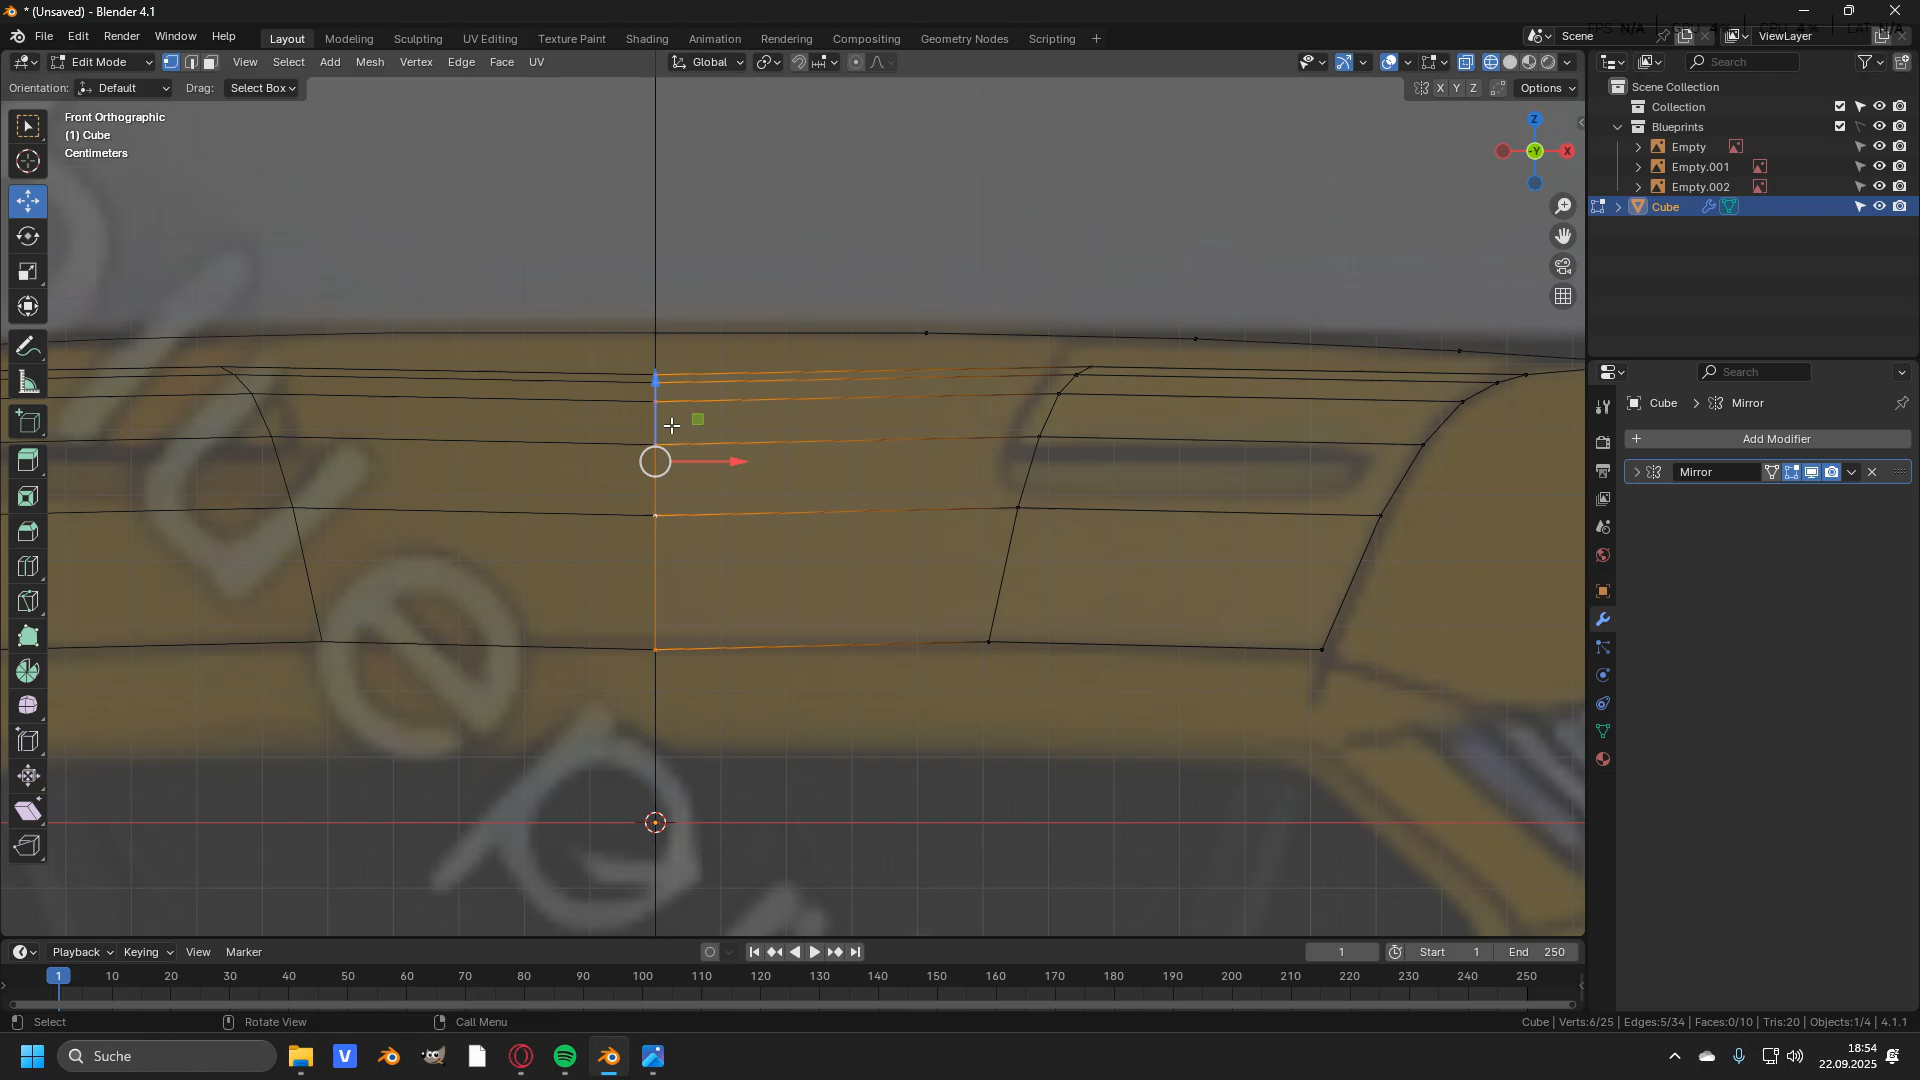 * (Unsaved) - Blender 4.1
File Edit Render Window Help
Layout Modeling Sculpting UV Editing Texture Paint Shading Animation Rendering Compositing Geometry Nodes Scripting +
Scene
ViewLayer
Edit Mode View Select Add Mesh Vertex Edge Face UV
Global
Search
Orientation: Default Drag: Select Box
X Y Z Options
Front Orthographic
(1) Cube
Centimeters
Z
-Y
X
Scene Collection
Collection
Blueprints
Empty
Empty.001
Empty.002
Cube
Search
Cube > Mirror
+ Add Modifier
Mirror
Playback Keying View Marker
1
Start 1
End 250
1 10 20 30 40 50 60 70 80 90 100 110 120 130 140 150 160 170 180 190 200 210 220 230 240 250
Select Rotate View Call Menu
Cube | Verts:6/25 | Edges:5/34 | Faces:0/10 | Tris:20 | Objects:1/4 | 4.1.1
Suche
V
18:54
22.09.2025